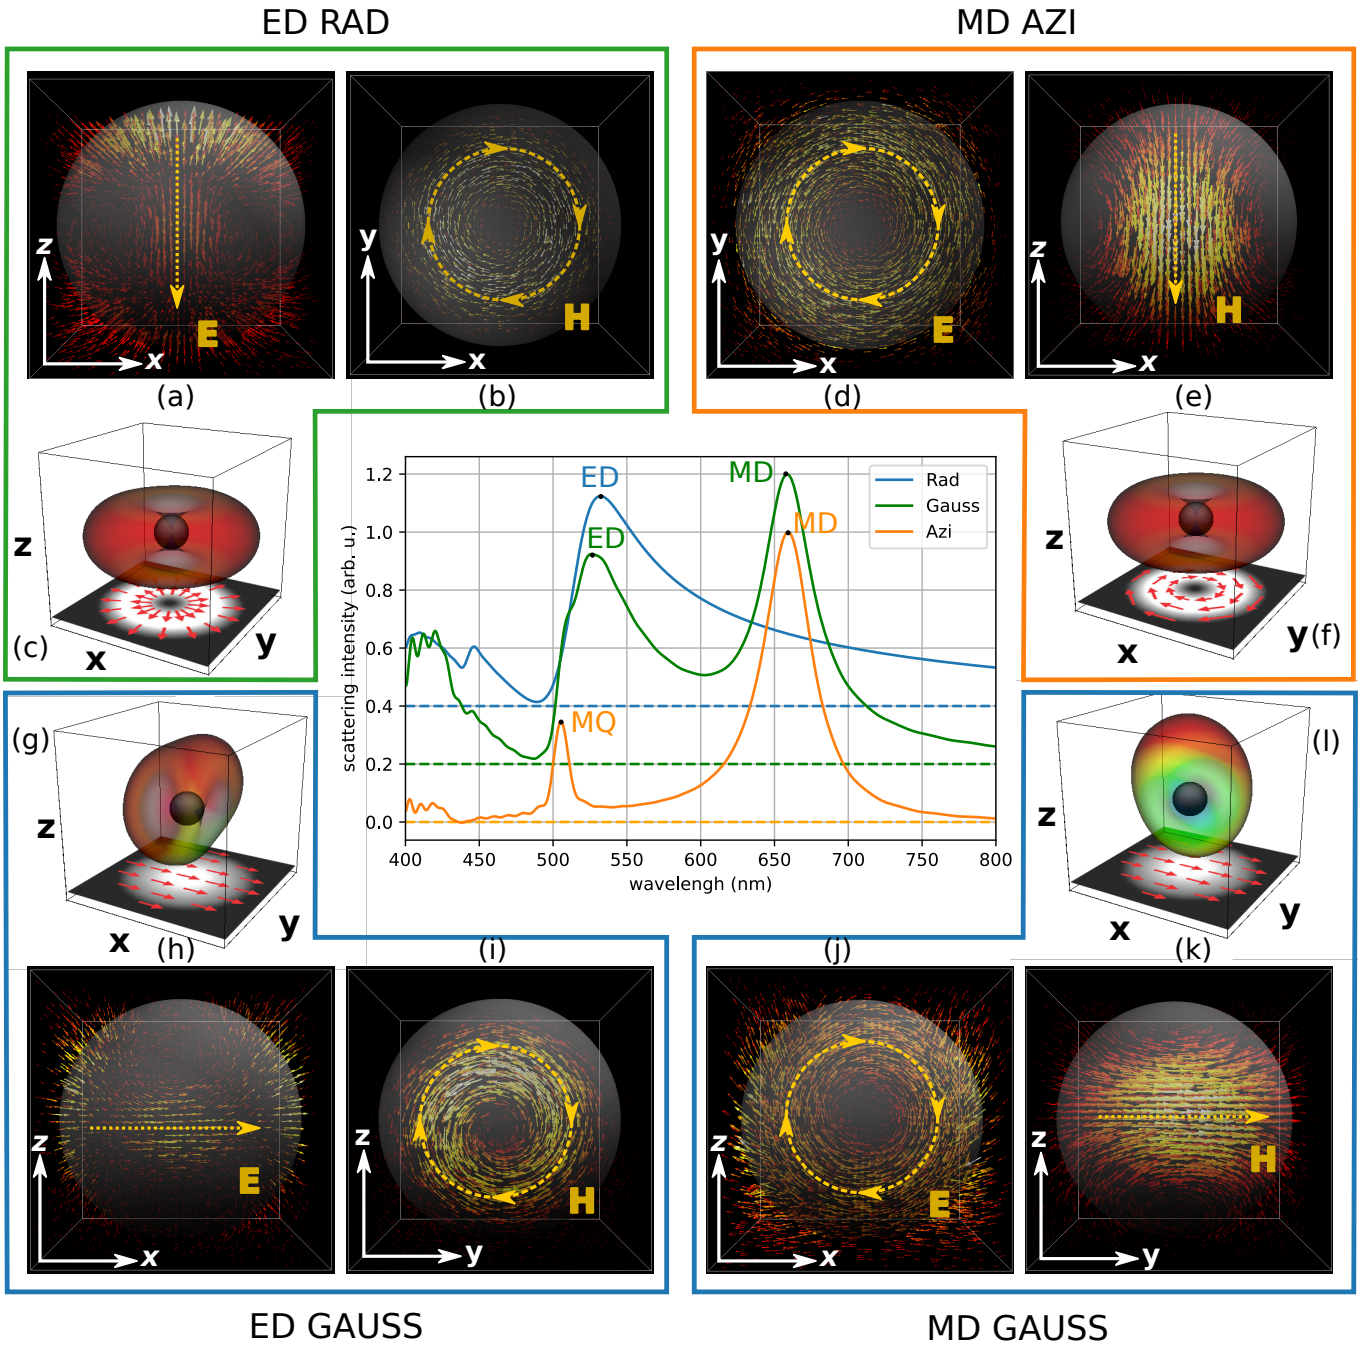 ED RAD
MD AZI
z
x
E
y
x
H
y
x
E
z
x
H
(a)
(b)
(d)
(e)
z
x
y
(c)
z
x
y
(f)
ED
ED
MD
MD
MQ
Rad
Gauss
Azi
1.2
1.0
0.8
0.6
0.4
0.2
0.0
scattering intensity (arb. u.)
400 450 500 550 600 650 700 750 800
wavelengh (nm)
(g)
z
x
y
(l)
z
x
y
(h)
(i)
(j)
(k)
z
x
E
z
y
H
z
x
E
z
y
H
ED GAUSS
MD GAUSS